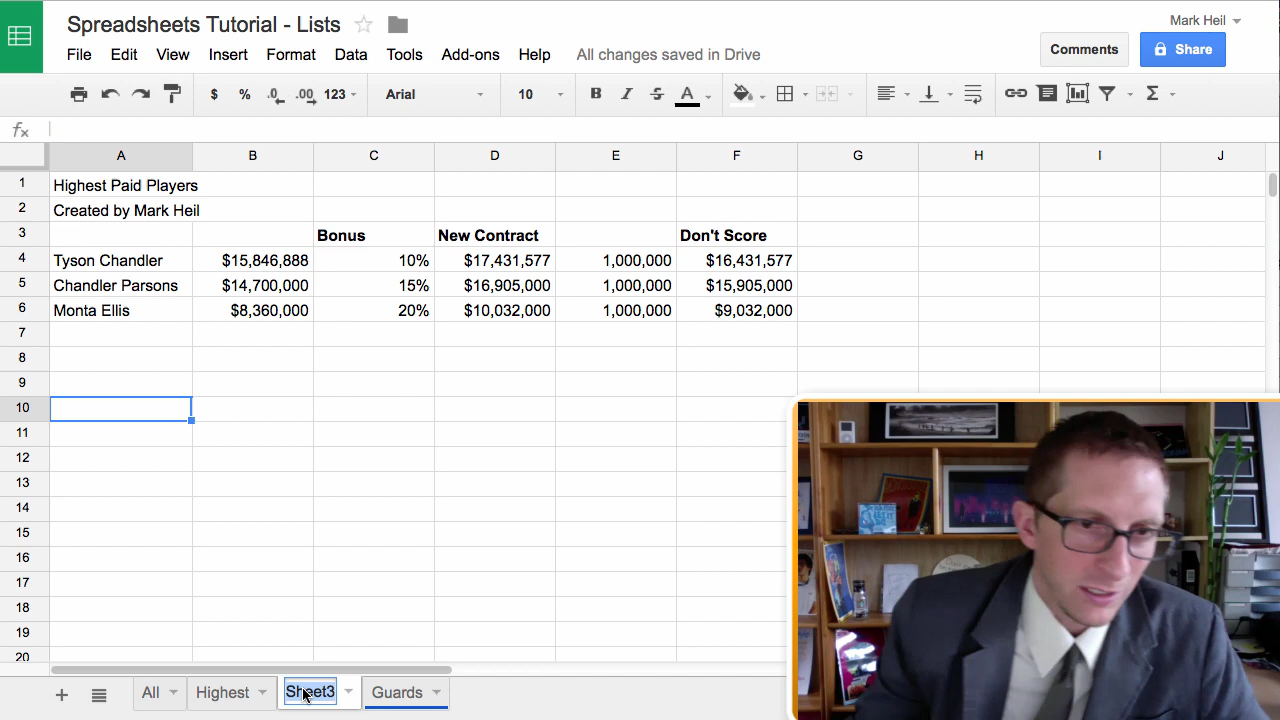 Spreadsheets Tutorial - Lists
Mark Heil
File Edit View Insert Format Data Tools Add-ons Help All changes saved in Drive
Comments
Share
$ % .0 .00 123 Arial 10 B I S A Σ
fx
A B C D E F G H I J
1 Highest Paid Players
2 Created by Mark Heil
3 Bonus New Contract Don't Score
4 Tyson Chandler $15,846,888 10% $17,431,577 1,000,000 $16,431,577
5 Chandler Parsons $14,700,000 15% $16,905,000 1,000,000 $15,905,000
6 Monta Ellis $8,360,000 20% $10,032,000 1,000,000 $9,032,000
7
8
9
10
11
12
13
14
15
16
17
18
19
20
All Highest Sheet3 Guards